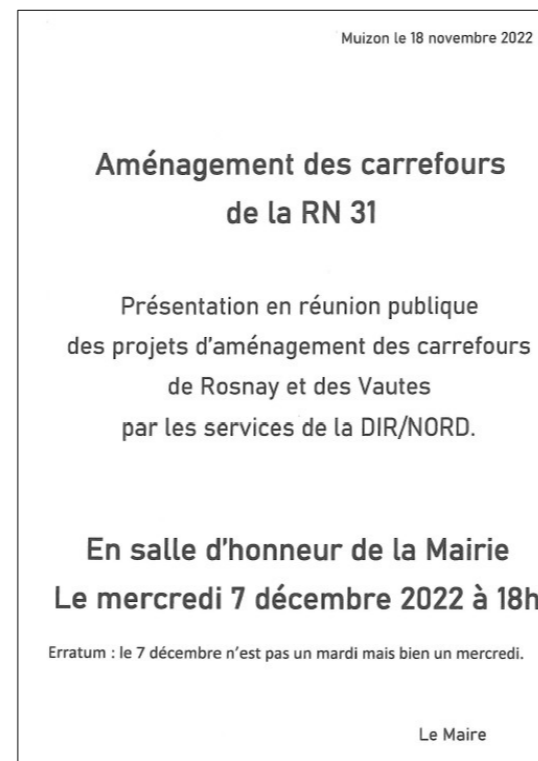 Muizon le 18 novembre 2022
Aménagement des carrefours
de la RN 31
Présentation en réunion publique
des projets d'aménagement des carrefours
de Rosnay et des Vautes
par les services de la DIR/NORD.
En salle d'honneur de la Mairie
Le mercredi 7 décembre 2022 à 18h
Erratum : le 7 décembre n'est pas un mardi mais bien un mercredi.
Le Maire